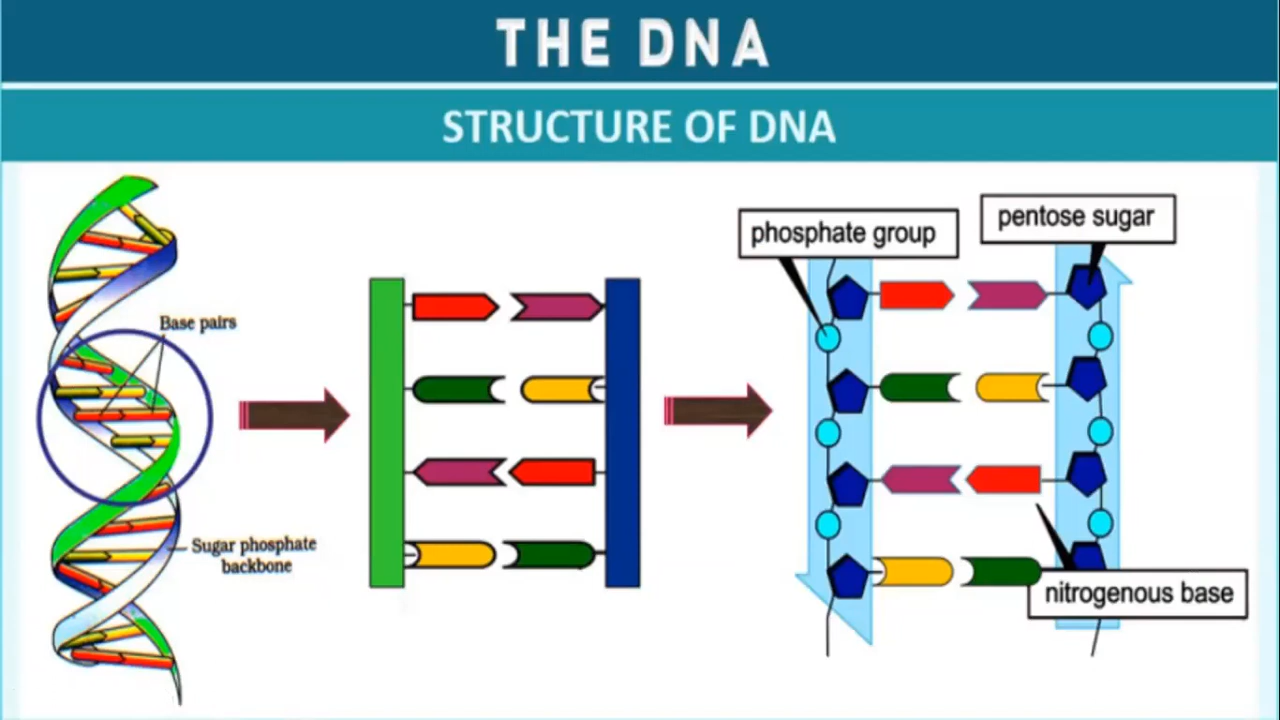 THE DNA
STRUCTURE OF DNA
phosphate group
pentose sugar
Base pairs
Sugar phosphate
backbone
nitrogenous base